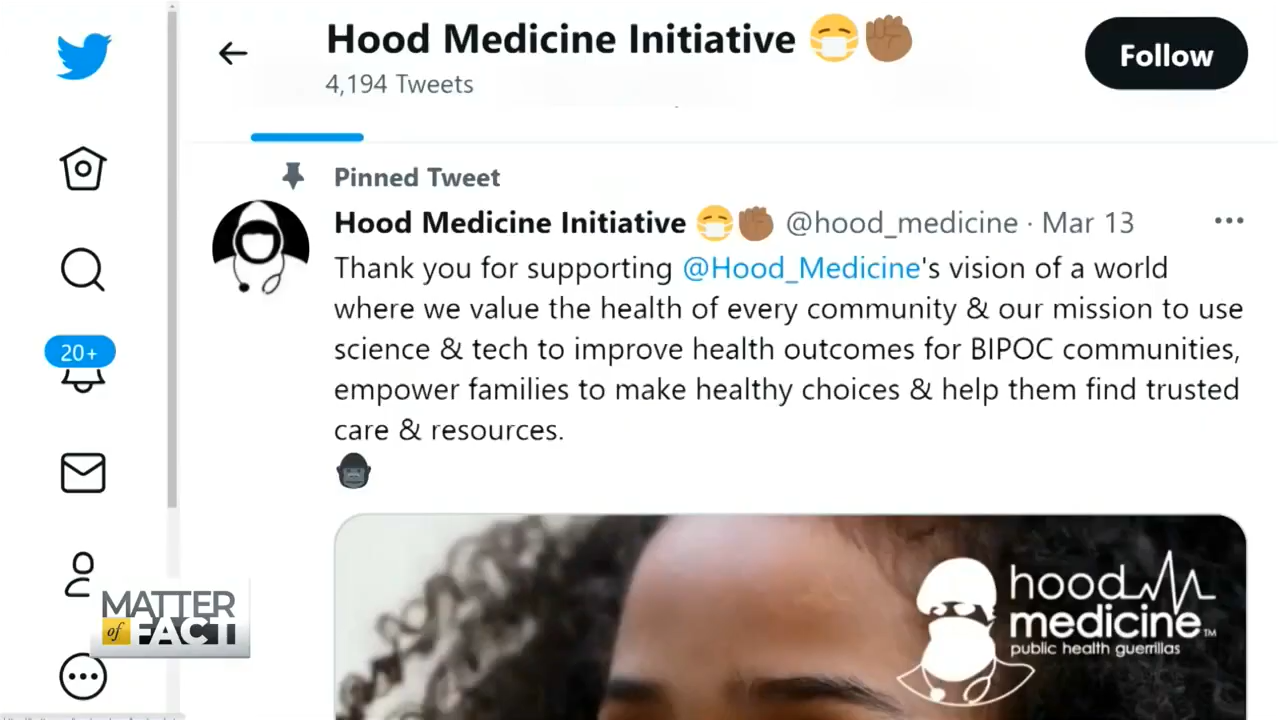 Hood Medicine Initiative 😷✊🏾
4,194 Tweets
Follow
Pinned Tweet
Hood Medicine Initiative 😷✊🏾 @hood_medicine · Mar 13
Thank you for supporting @Hood_Medicine's vision of a world
where we value the health of every community & our mission to use
science & tech to improve health outcomes for BIPOC communities,
empower families to make healthy choices & help them find trusted
care & resources.
🦍
20+
hood
medicine™
public health guerrillas
MATTER
of FACT